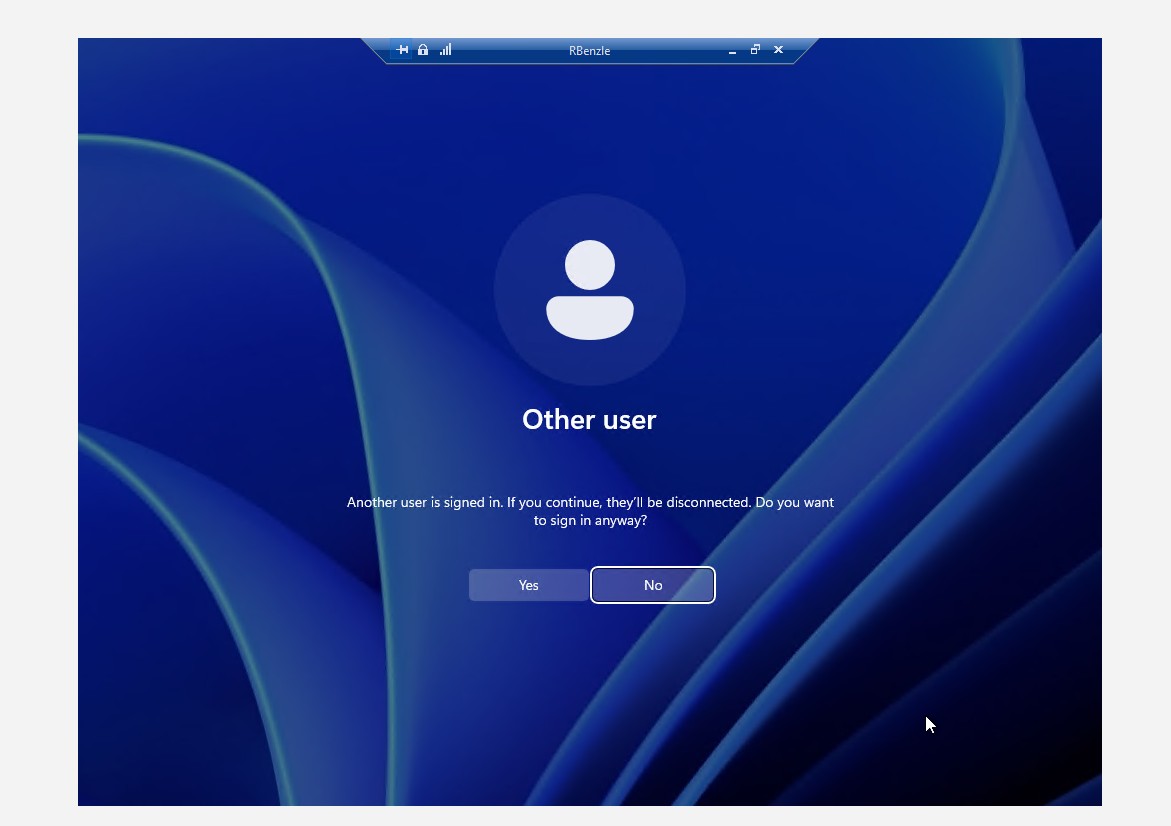 RBenzle
Other user
Another user is signed in. If you continue, they'll be disconnected. Do you want
to sign in anyway?
Yes
No